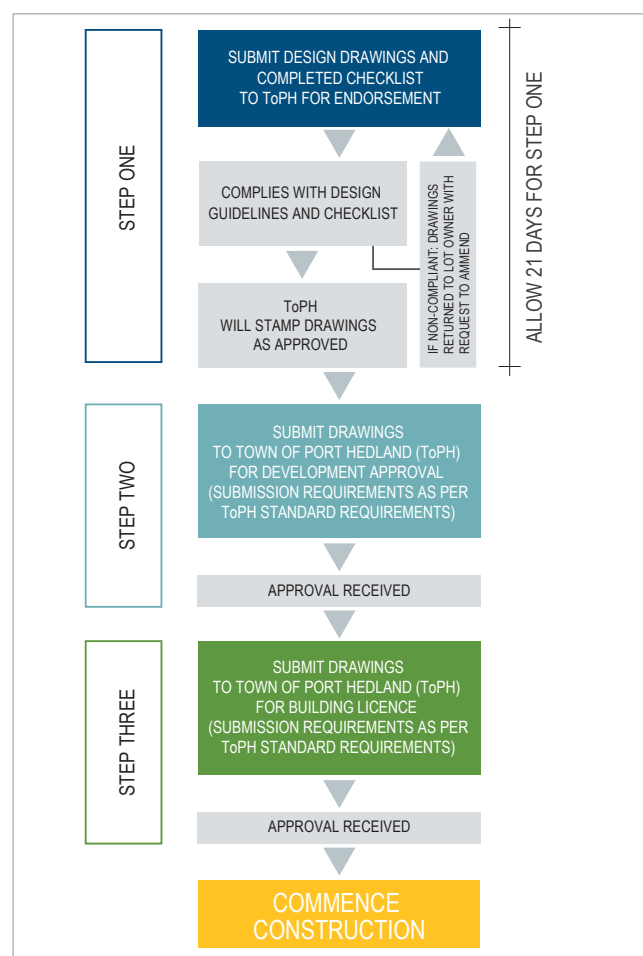 STEP ONE
SUBMIT DESIGN DRAWINGS AND
COMPLETED CHECKLIST
TO ToPH FOR ENDORSEMENT
COMPLIES WITH DESIGN
GUIDELINES AND CHECKLIST
IF NON-COMPLIANT: DRAWINGS
RETURNED TO LOT OWNER WITH
REQUEST TO AMMEND
ToPH
WILL STAMP DRAWINGS
AS APPROVED
ALLOW 21 DAYS FOR STEP ONE
STEP TWO
SUBMIT DRAWINGS
TO TOWN OF PORT HEDLAND (ToPH)
FOR DEVELOPMENT APPROVAL
(SUBMISSION REQUIREMENTS AS PER
ToPH STANDARD REQUIREMENTS)
APPROVAL RECEIVED
STEP THREE
SUBMIT DRAWINGS
TO TOWN OF PORT HEDLAND (ToPH)
FOR BUILDING LICENCE
(SUBMISSION REQUIREMENTS AS PER
ToPH STANDARD REQUIREMENTS)
APPROVAL RECEIVED
COMMENCE
CONSTRUCTION